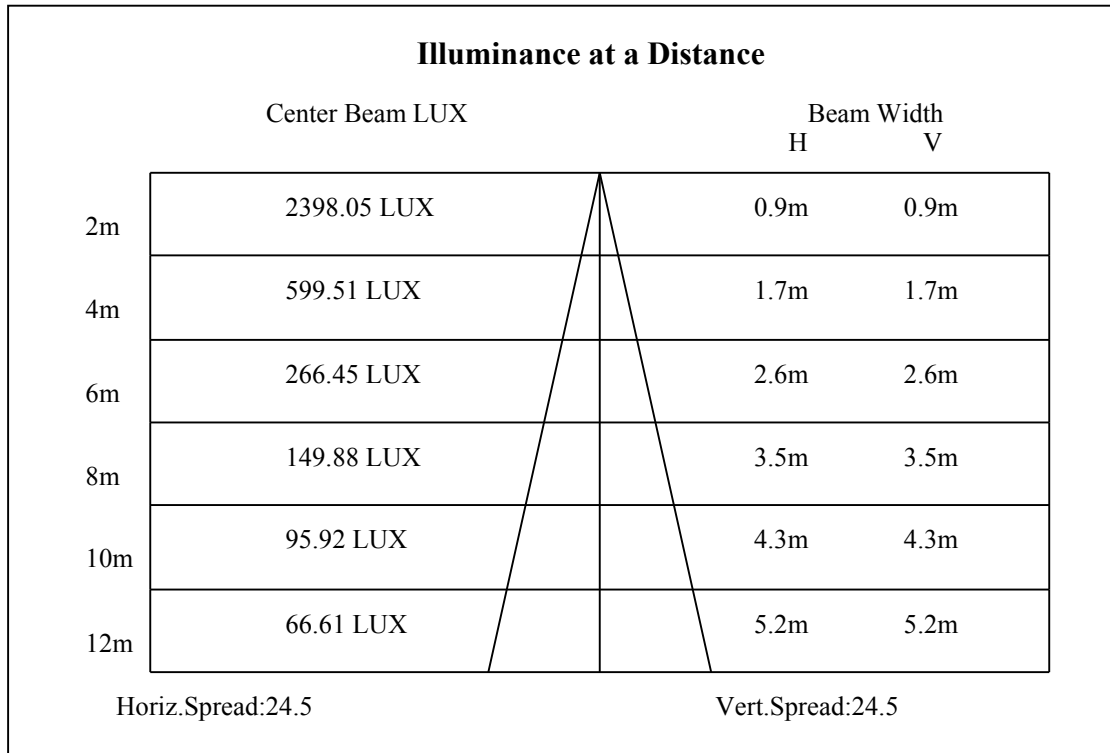 Illuminance at a Distance
Center Beam LUX Beam Width
H V
2m 2398.05 LUX 0.9m 0.9m
4m 599.51 LUX 1.7m 1.7m
6m 266.45 LUX 2.6m 2.6m
8m 149.88 LUX 3.5m 3.5m
10m 95.92 LUX 4.3m 4.3m
12m 66.61 LUX 5.2m 5.2m
Horiz.Spread:24.5 Vert.Spread:24.5